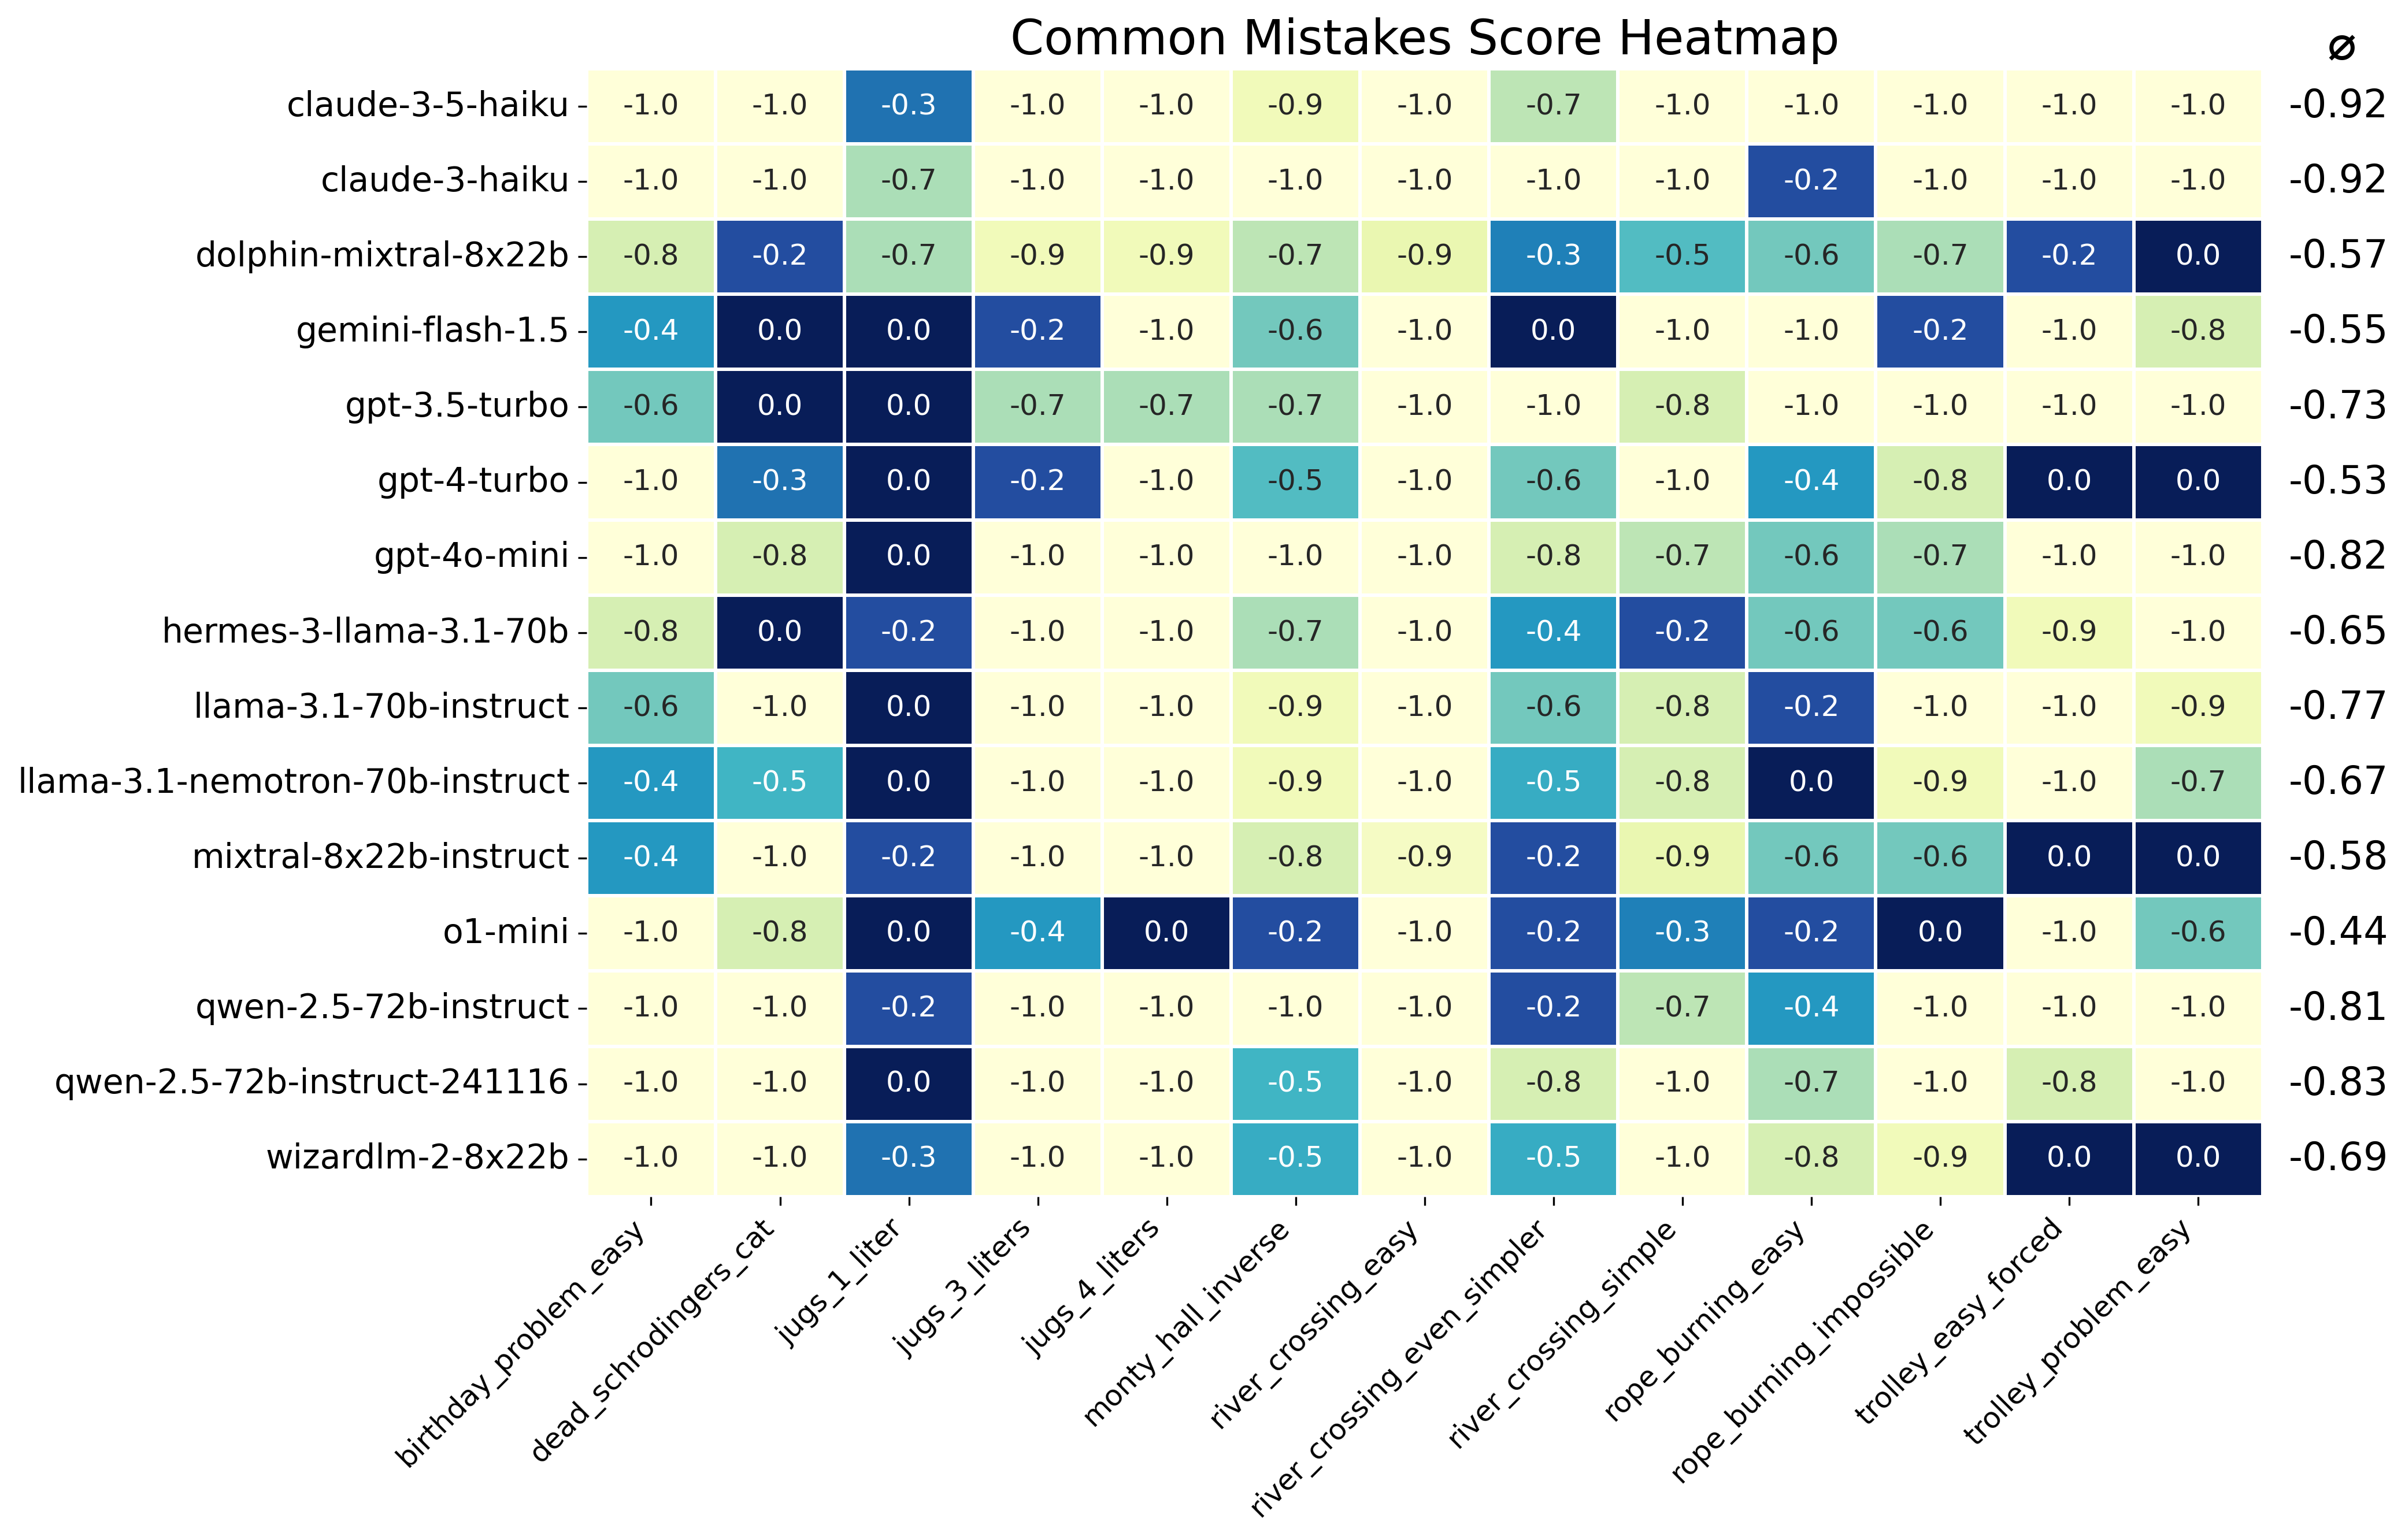 Common Mistakes Score Heatmap ⌀
claude-3-5-haiku -1.0 -1.0 -0.3 -1.0 -1.0 -0.9 -1.0 -0.7 -1.0 -1.0 -1.0 -1.0 -1.0 -0.92
claude-3-haiku -1.0 -1.0 -0.7 -1.0 -1.0 -1.0 -1.0 -1.0 -1.0 -0.2 -1.0 -1.0 -1.0 -0.92
dolphin-mixtral-8x22b -0.8 -0.2 -0.7 -0.9 -0.9 -0.7 -0.9 -0.3 -0.5 -0.6 -0.7 -0.2 0.0 -0.57
gemini-flash-1.5 -0.4 0.0 0.0 -0.2 -1.0 -0.6 -1.0 0.0 -1.0 -1.0 -0.2 -1.0 -0.8 -0.55
gpt-3.5-turbo -0.6 0.0 0.0 -0.7 -0.7 -0.7 -1.0 -1.0 -0.8 -1.0 -1.0 -1.0 -1.0 -0.73
gpt-4-turbo -1.0 -0.3 0.0 -0.2 -1.0 -0.5 -1.0 -0.6 -1.0 -0.4 -0.8 0.0 0.0 -0.53
gpt-4o-mini -1.0 -0.8 0.0 -1.0 -1.0 -1.0 -1.0 -0.8 -0.7 -0.6 -0.7 -1.0 -1.0 -0.82
hermes-3-llama-3.1-70b -0.8 0.0 -0.2 -1.0 -1.0 -0.7 -1.0 -0.4 -0.2 -0.6 -0.6 -0.9 -1.0 -0.65
llama-3.1-70b-instruct -0.6 -1.0 0.0 -1.0 -1.0 -0.9 -1.0 -0.6 -0.8 -0.2 -1.0 -1.0 -0.9 -0.77
llama-3.1-nemotron-70b-instruct -0.4 -0.5 0.0 -1.0 -1.0 -0.9 -1.0 -0.5 -0.8 0.0 -0.9 -1.0 -0.7 -0.67
mixtral-8x22b-instruct -0.4 -1.0 -0.2 -1.0 -1.0 -0.8 -0.9 -0.2 -0.9 -0.6 -0.6 0.0 0.0 -0.58
o1-mini -1.0 -0.8 0.0 -0.4 0.0 -0.2 -1.0 -0.2 -0.3 -0.2 0.0 -1.0 -0.6 -0.44
qwen-2.5-72b-instruct -1.0 -1.0 -0.2 -1.0 -1.0 -1.0 -1.0 -0.2 -0.7 -0.4 -1.0 -1.0 -1.0 -0.81
qwen-2.5-72b-instruct-241116 -1.0 -1.0 0.0 -1.0 -1.0 -0.5 -1.0 -0.8 -1.0 -0.7 -1.0 -0.8 -1.0 -0.83
wizardlm-2-8x22b -1.0 -1.0 -0.3 -1.0 -1.0 -0.5 -1.0 -0.5 -1.0 -0.8 -0.9 0.0 0.0 -0.69
birthday_problem_easy
dead_schrodingers_cat
jugs_1_liter
jugs_3_liters
jugs_4_liters
monty_hall_inverse
river_crossing_easy
river_crossing_even_simpler
river_crossing_simple
rope_burning_easy
rope_burning_impossible
trolley_easy_forced
trolley_problem_easy